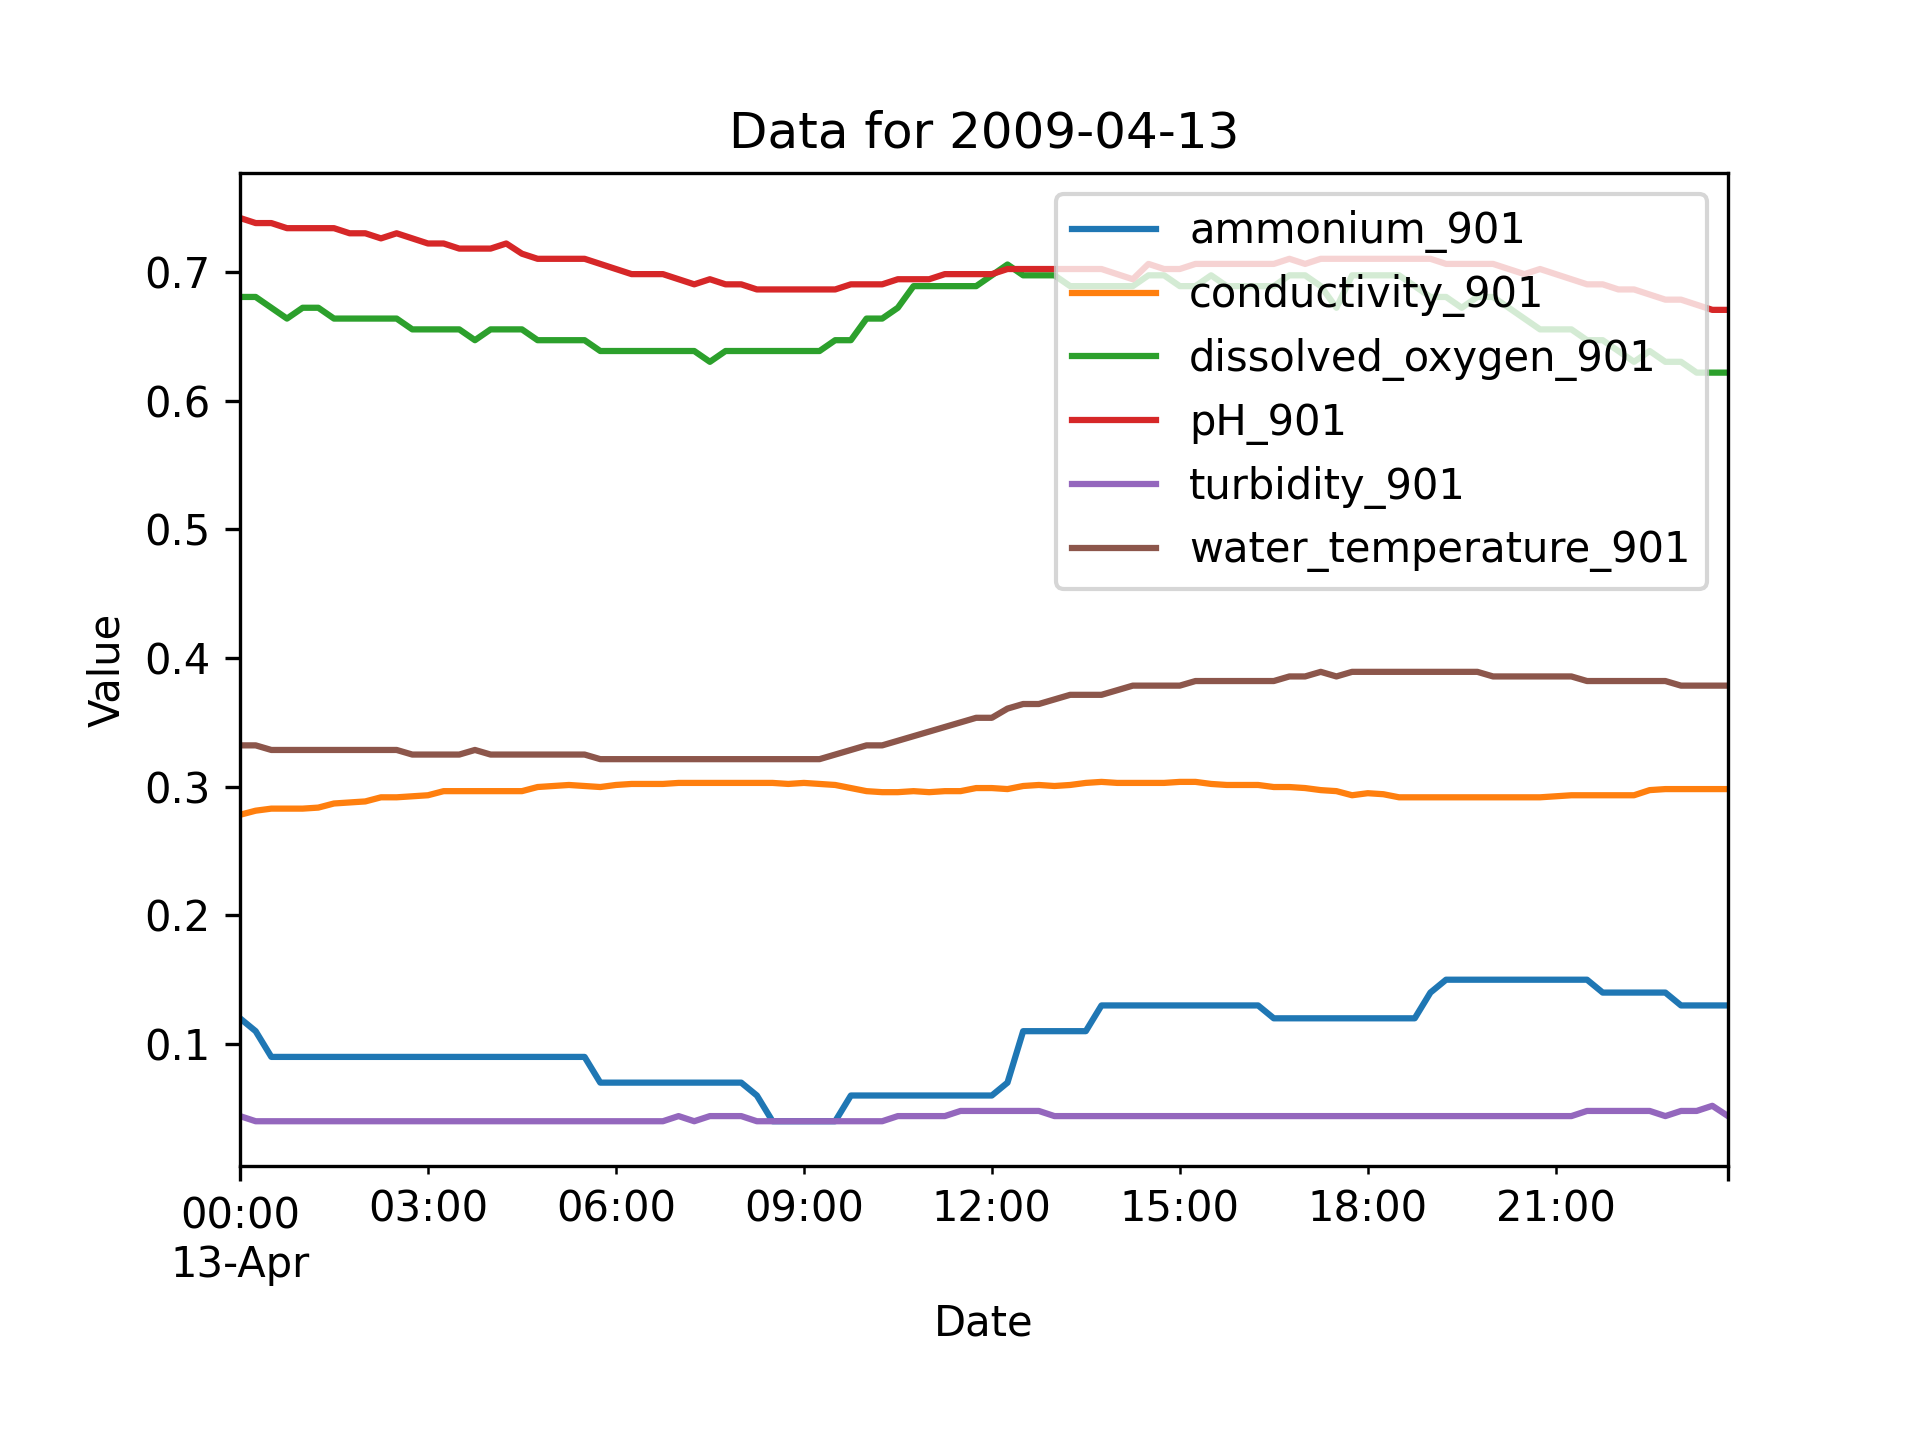 Data for 2009-04-13
ammonium_901
conductivity_901
dissolved_oxygen_901
pH_901
turbidity_901
water_temperature_901
Value
0.7
0.6
0.5
0.4
0.3
0.2
0.1
00:00 03:00 06:00 09:00 12:00 15:00 18:00 21:00
13-Apr
Date